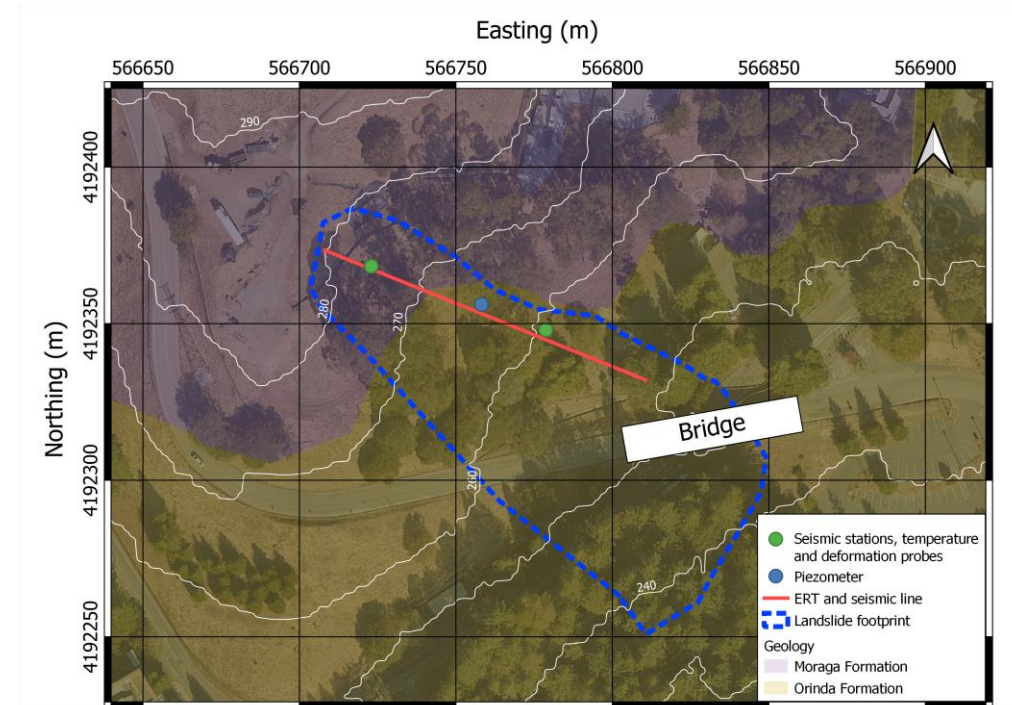 Easting (m)
566650 566700 566750 566800 566850 566900
Northing (m)
4192400
4192350
4192300
4192250
290
280
270
260
240
Bridge
Seismic stations, temperature
and deformation probes
Piezometer
ERT and seismic line
Landslide footprint
Geology
Moraga Formation
Orinda Formation